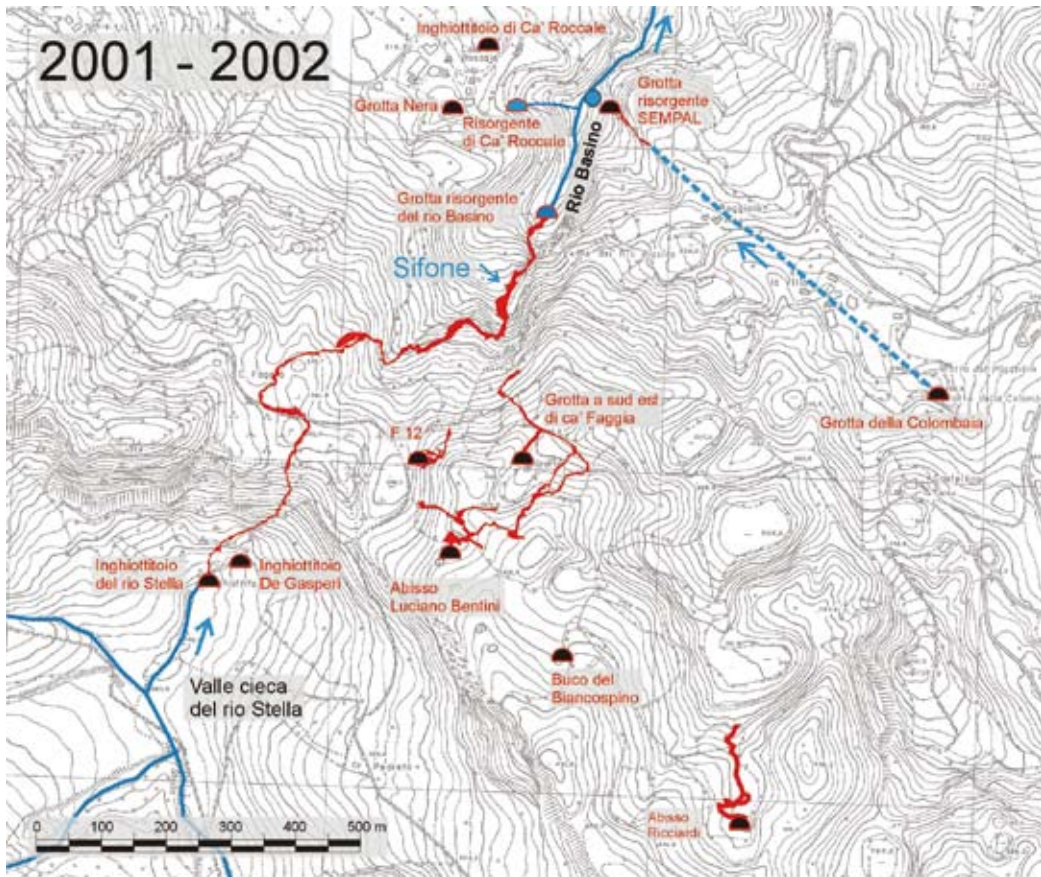 2001 - 2002
Inghiottitoio di Ca' Roccale
Grotta Nera
Risorgente
di Ca' Roccale
Grotta
risorgente
SEMPAL
Rio Basino
Grotta risorgente
del rio Basino
Sifone
Grotta a sud est
di ca' Faggia
F 12
Grotta della Colombaia
Inghiottitoio
del rio Stella
Inghiottitoio
De Gasperi
Abisso
Luciano Bentini
Valle cieca
del rio Stella
Buco del
Biancospino
Abisso
Ricciardi
0 100 200 300 400 500 m